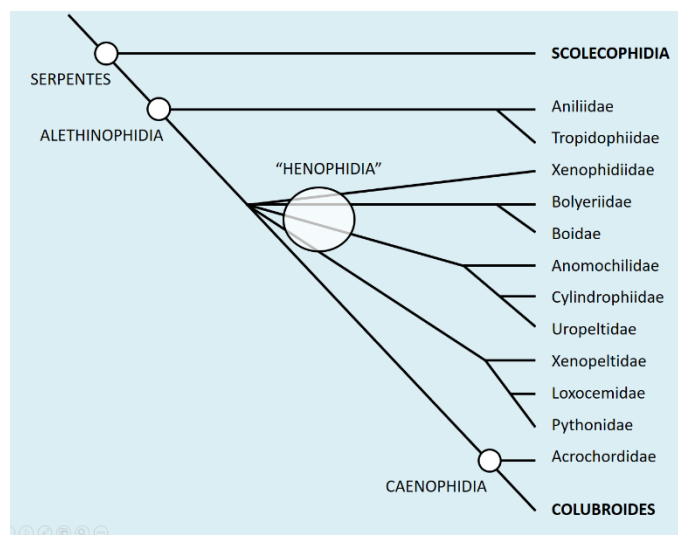 SCOLECOPHIDIA
SERPENTES
Aniliidae
ALETHINOPHIDIA
Tropidophiidae
“HENOPHIDIA”
Xenophidiidae
Bolyeriidae
Boidae
Anomochilidae
Cylindrophiidae
Uropeltidae
Xenopeltidae
Loxocemidae
Pythonidae
Acrochordidae
CAENOPHIDIA
COLUBROIDES